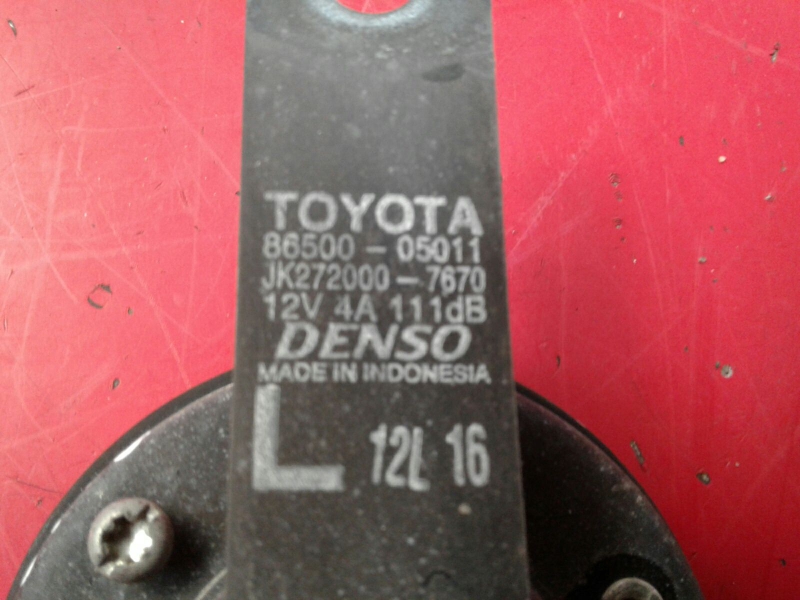 TOYOTA
86500-05011
JK272000-7670
12V 4A 111dB
DENSO
MADE IN INDONESIA
L 12L 16